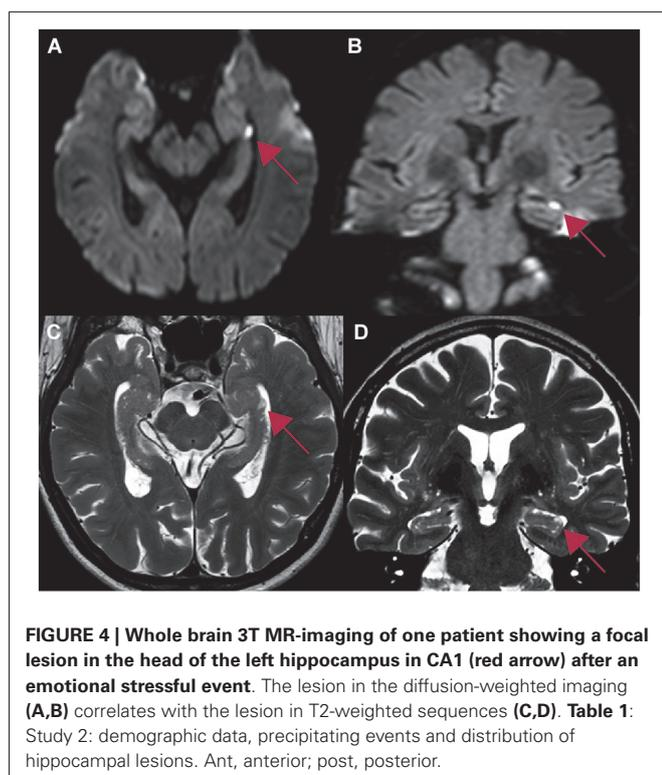 A
B
C
D
FIGURE 4 | Whole brain 3T MR-imaging of one patient showing a focal
lesion in the head of the left hippocampus in CA1 (red arrow) after an
emotional stressful event. The lesion in the diffusion-weighted imaging
(A,B) correlates with the lesion in T2-weighted sequences (C,D). Table 1:
Study 2: demographic data, precipitating events and distribution of
hippocampal lesions. Ant, anterior; post, posterior.